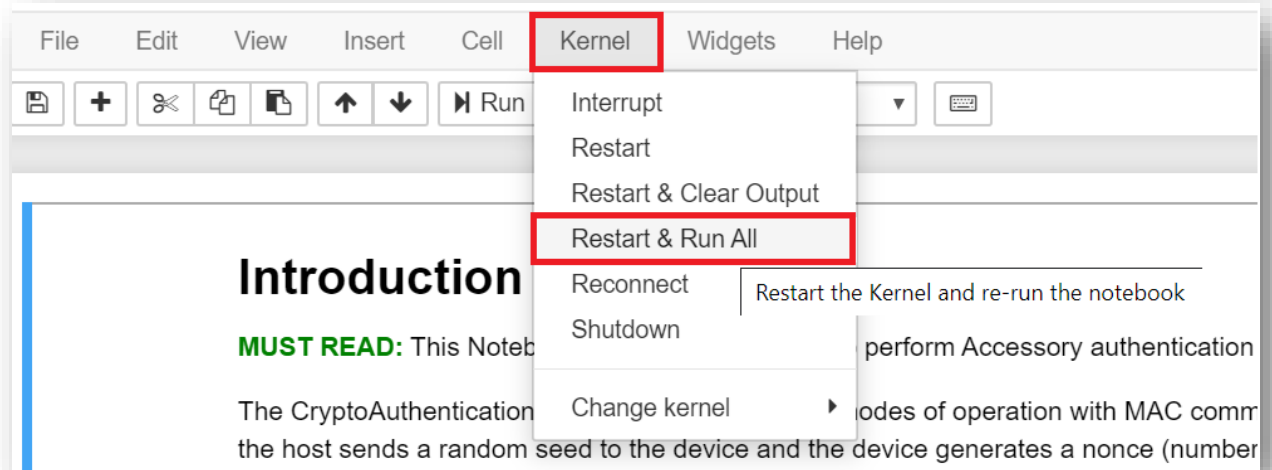 File Edit View Insert Cell Kernel Widgets Help
Run
Interrupt
Restart
Restart & Clear Output
Restart & Run All
Reconnect
Restart the Kernel and re-run the notebook
Shutdown
Change kernel
Introduction
MUST READ: This Noteb perform Accessory authentication
The CryptoAuthentication odes of operation with MAC comm
the host sends a random seed to the device and the device generates a nonce (number